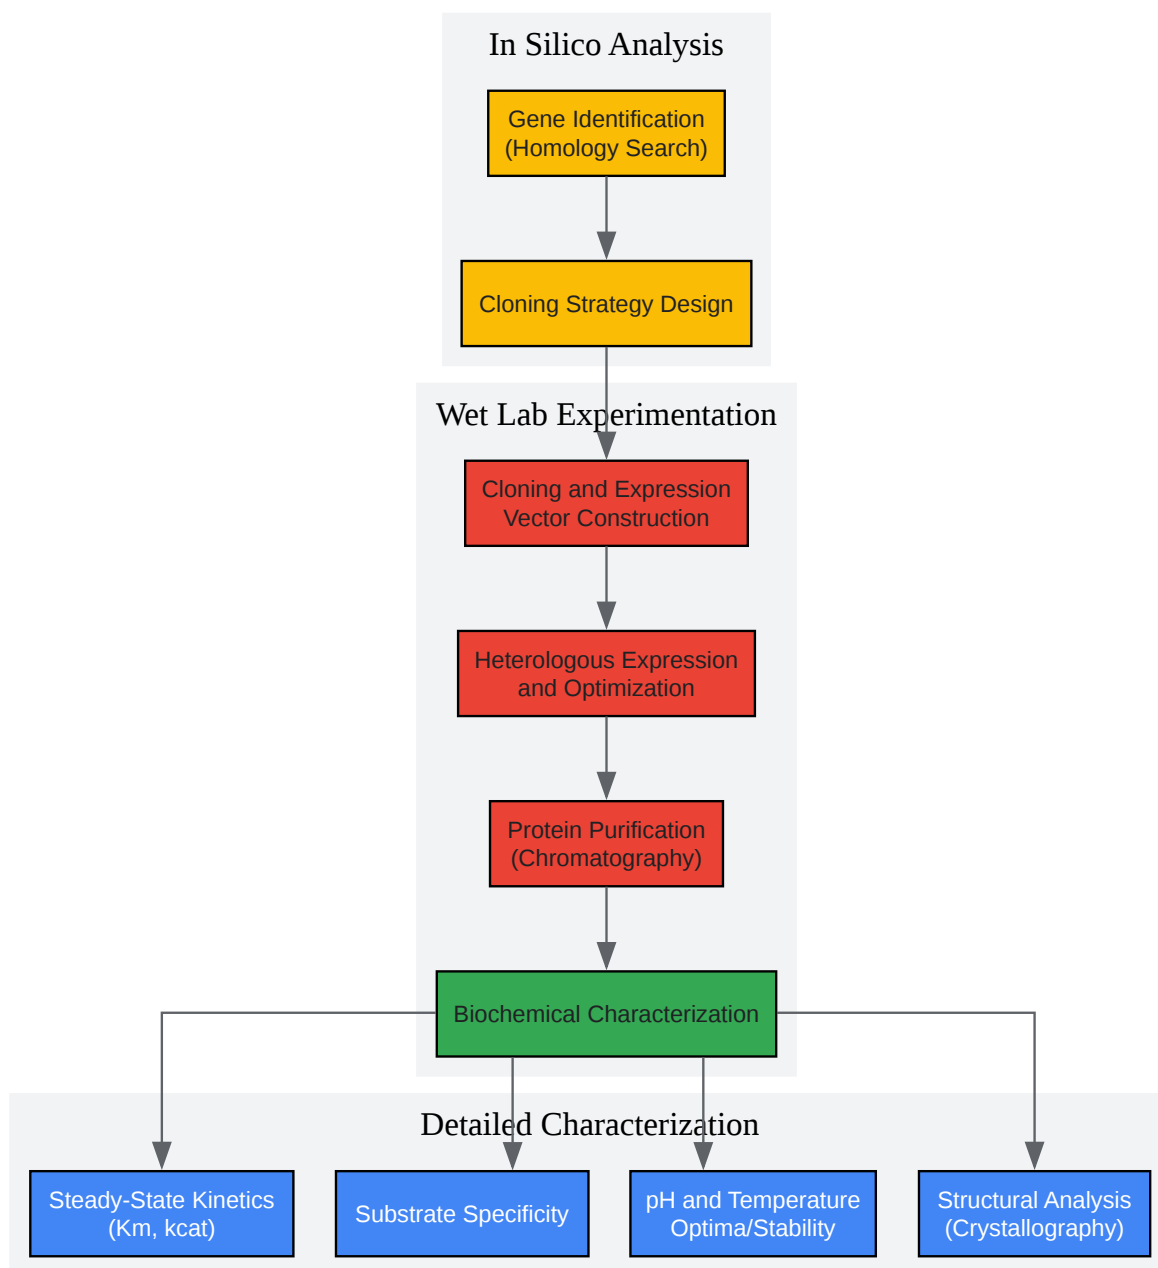 In Silico Analysis
Gene Identification
(Homology Search)
Cloning Strategy Design
Wet Lab Experimentation
Cloning and Expression
Vector Construction
Heterologous Expression
and Optimization
Protein Purification
(Chromatography)
Biochemical Characterization
Detailed Characterization
Steady-State Kinetics
(Km, kcat)
Substrate Specificity
pH and Temperature
Optima/Stability
Structural Analysis
(Crystallography)